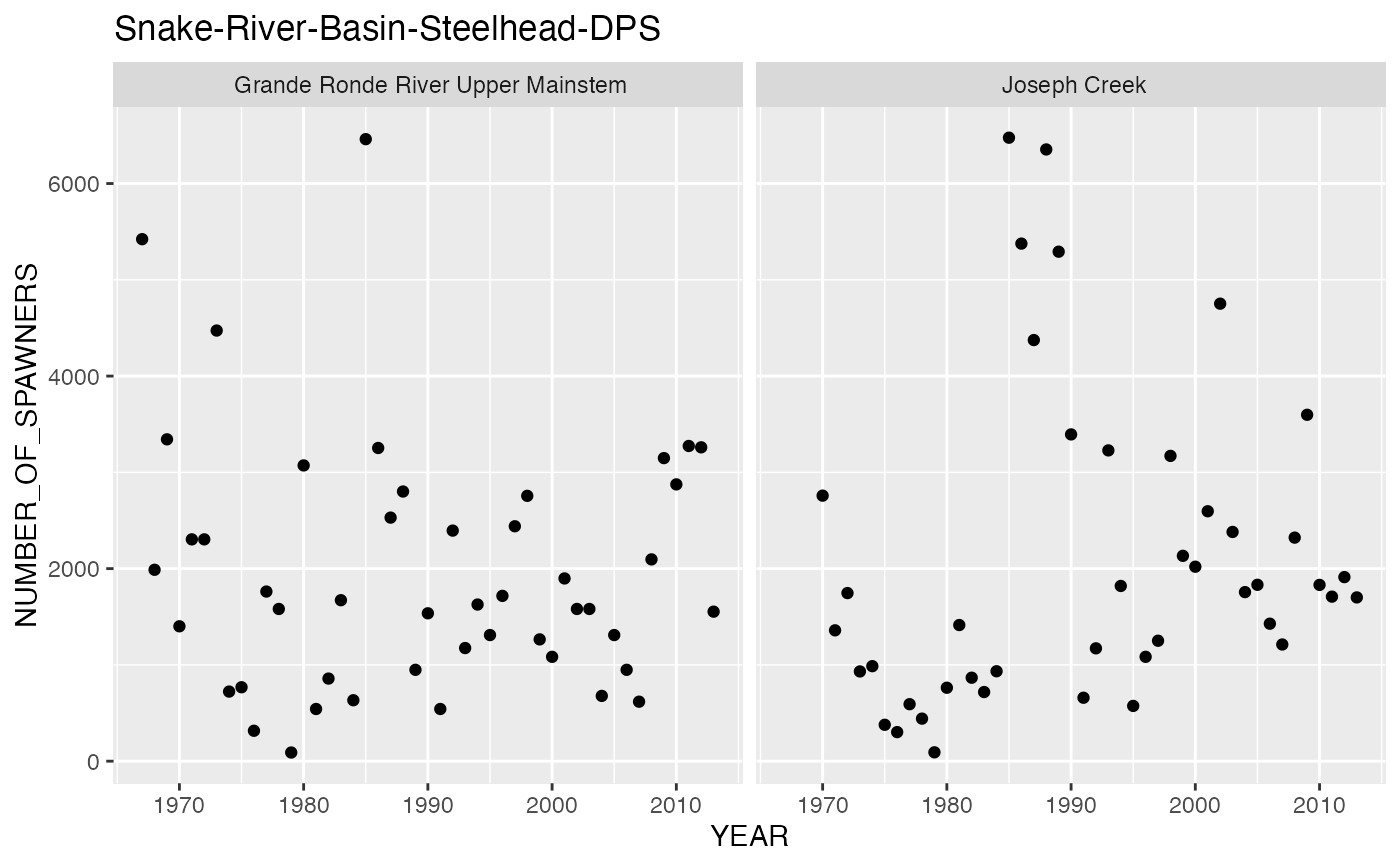 Snake-River-Basin-Steelhead-DPS
Grande Ronde River Upper Mainstem
Joseph Creek
NUMBER_OF_SPAWNERS
6000
4000
2000
0
1970 1980 1990 2000 2010
1970 1980 1990 2000 2010
YEAR